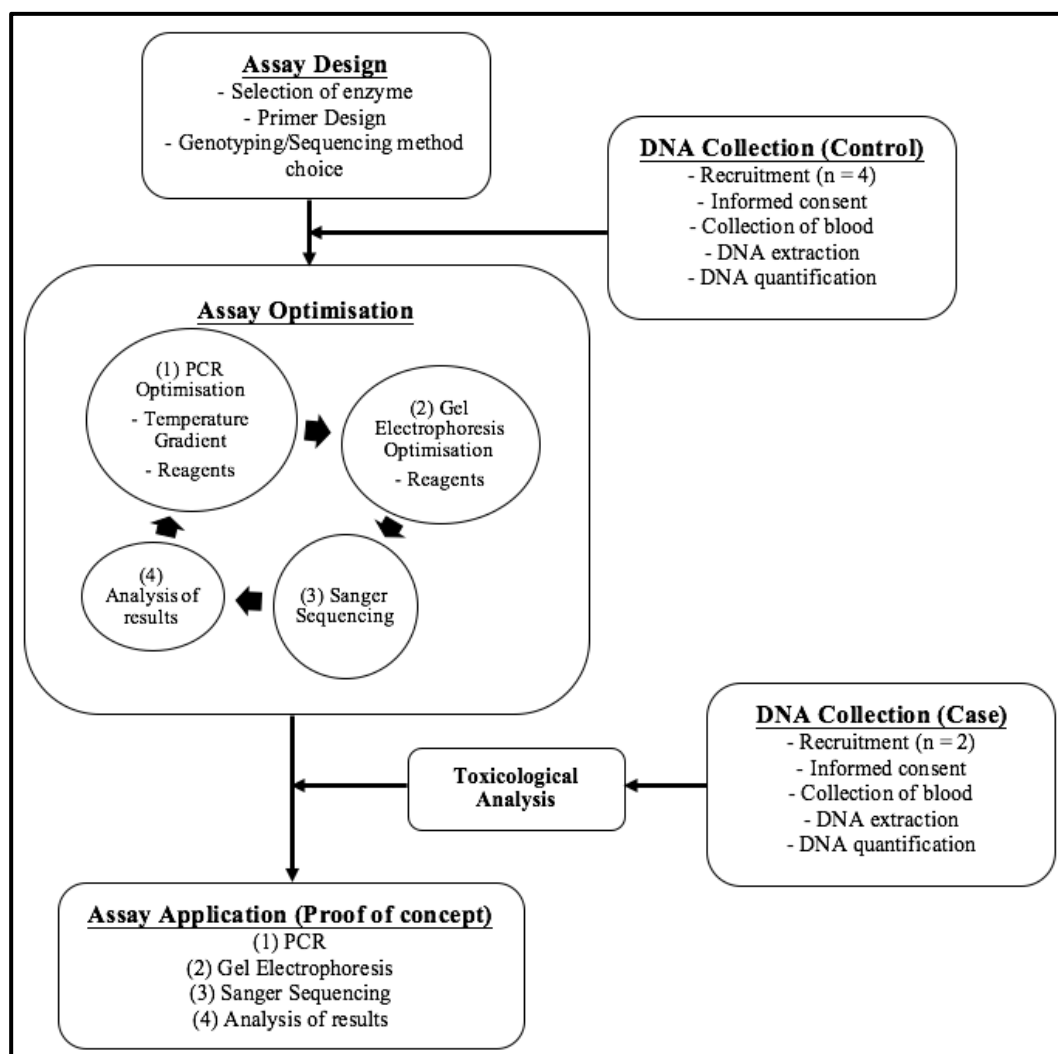 Assay Design
- Selection of enzyme
- Primer Design
- Genotyping/Sequencing method
choice
DNA Collection (Control)
- Recruitment (n = 4)
- Informed consent
- Collection of blood
- DNA extraction
- DNA quantification
Assay Optimisation
(1) PCR
Optimisation
- Temperature
Gradient
- Reagents
(2) Gel
Electrophoresis
Optimisation
- Reagents
(3) Sanger
Sequencing
(4)
Analysis of
results
DNA Collection (Case)
- Recruitment (n = 2)
- Informed consent
- Collection of blood
- DNA extraction
- DNA quantification
Toxicological
Analysis
Assay Application (Proof of concept)
(1) PCR
(2) Gel Electrophoresis
(3) Sanger Sequencing
(4) Analysis of results